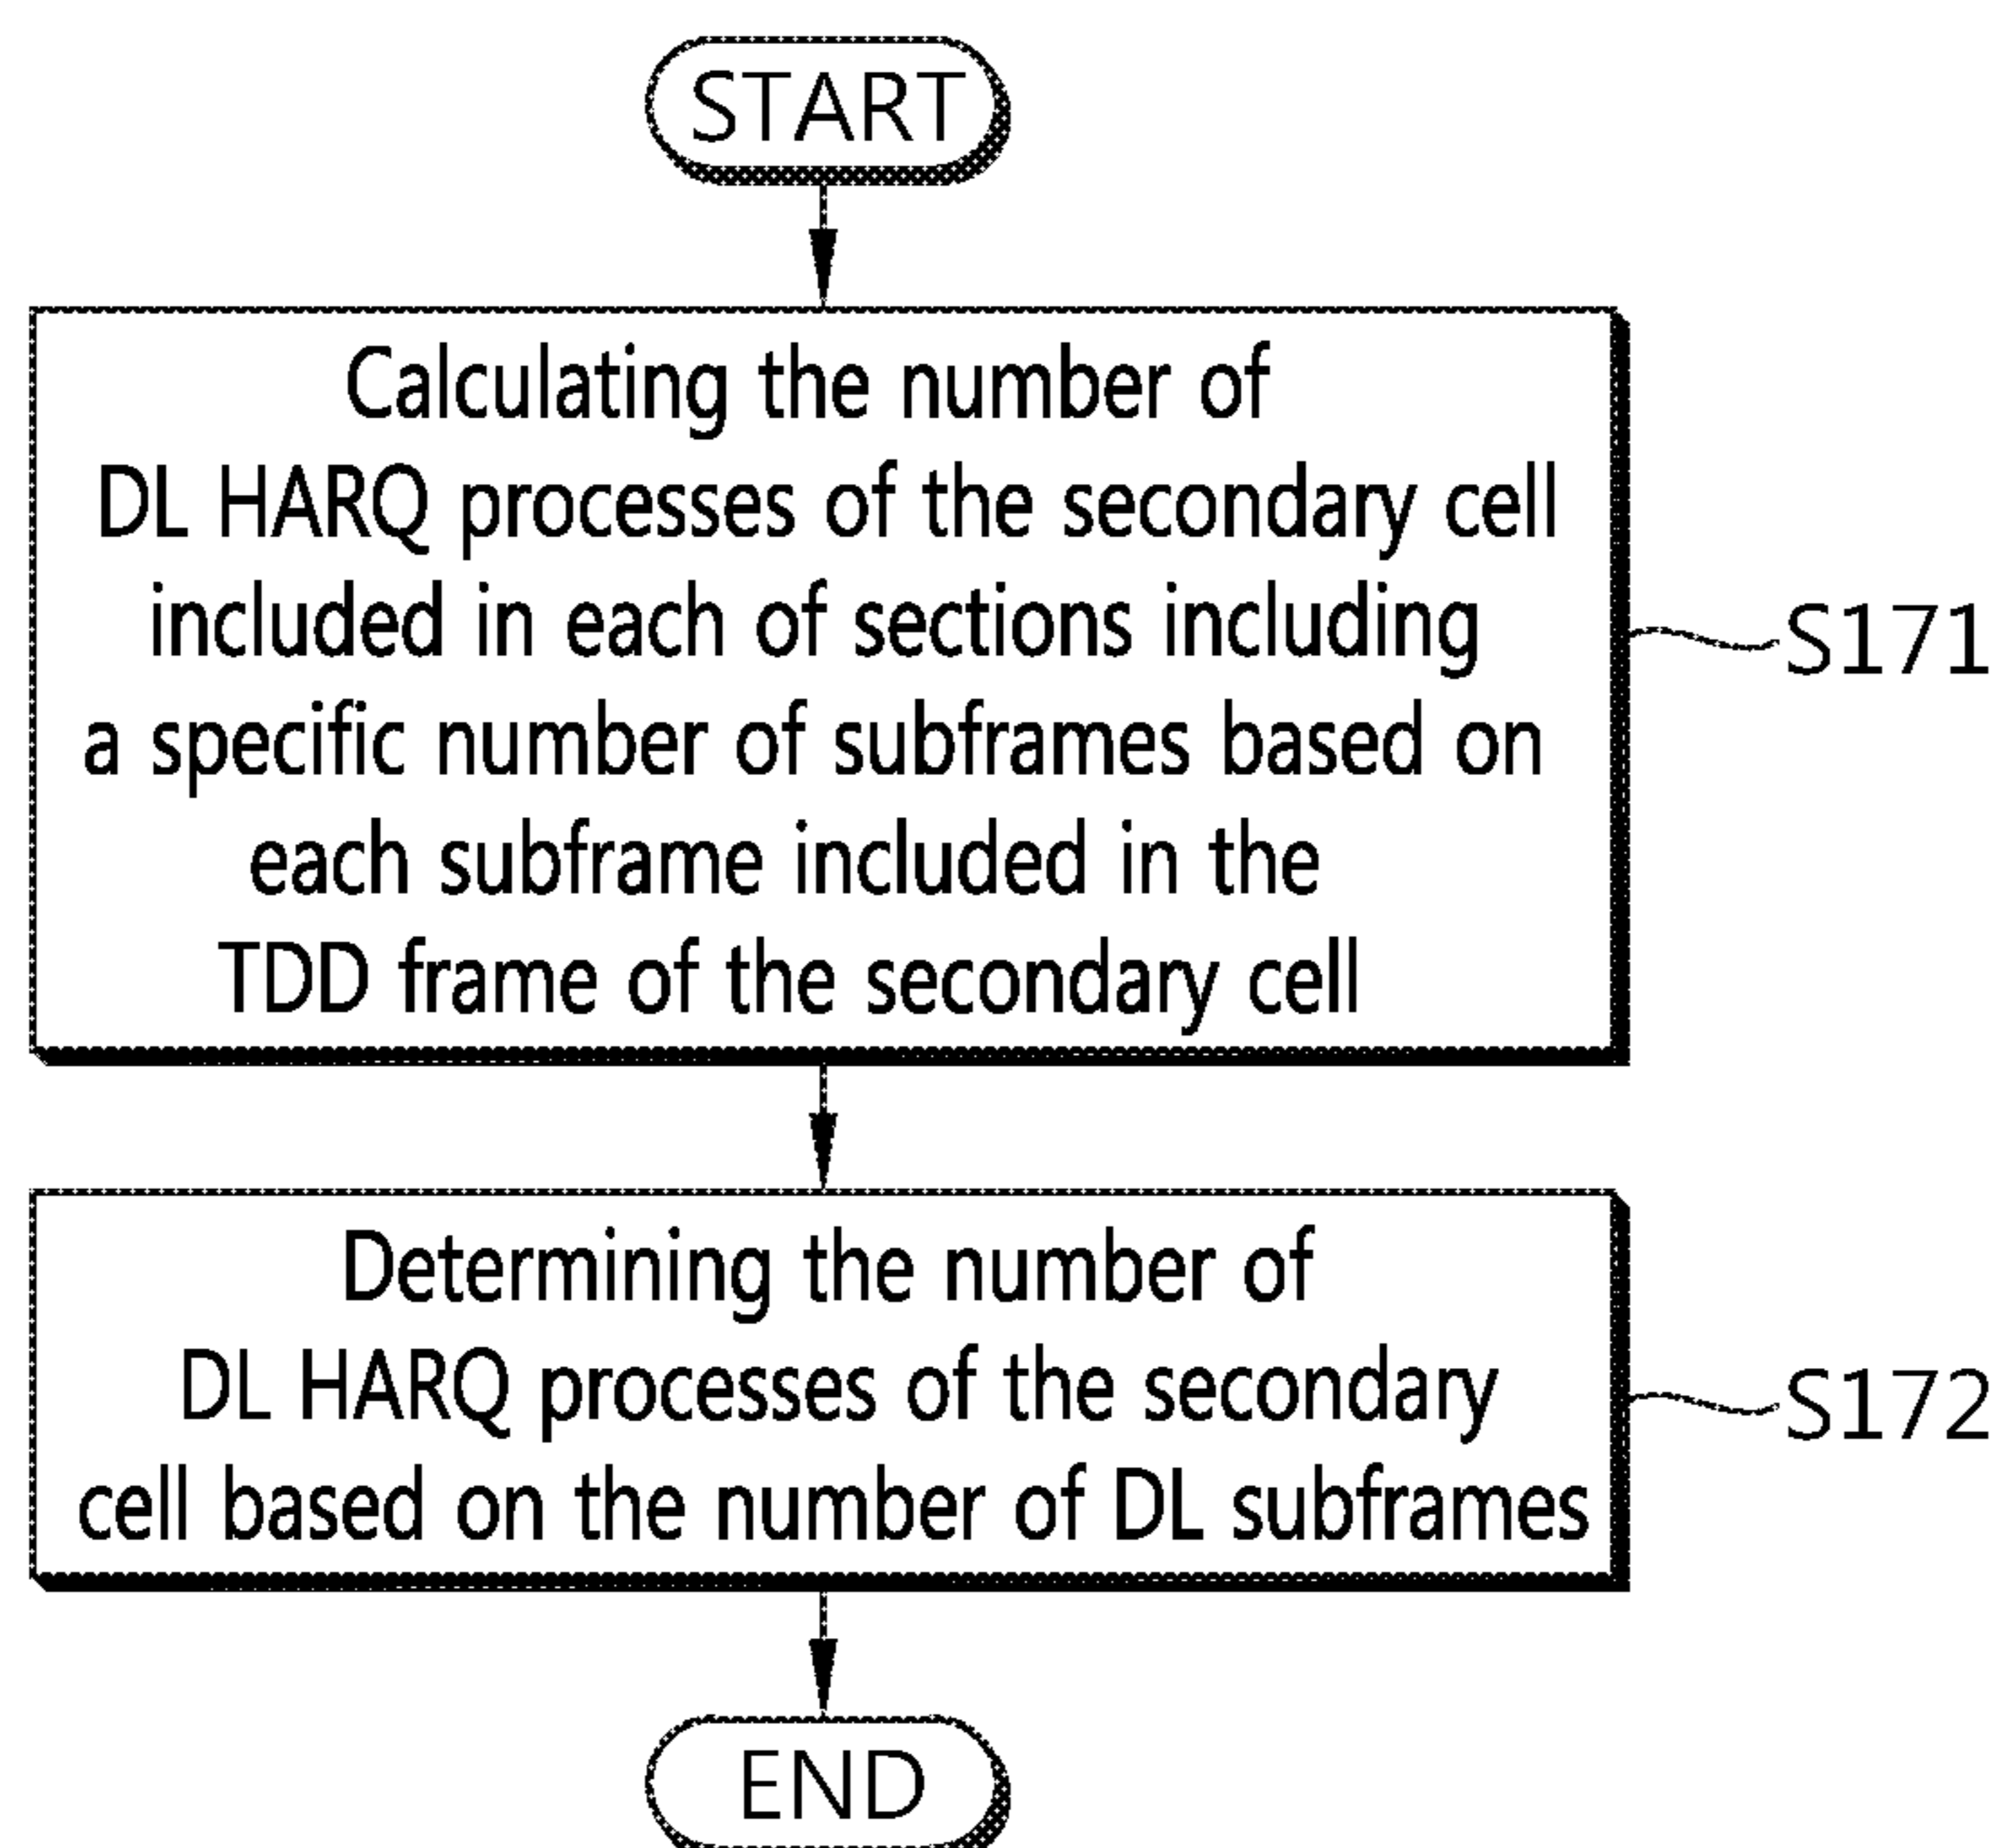 START
Calculating the number of
DL HARQ processes of the secondary cell
included in each of sections including
a specific number of subframes based on
each subframe included in the
TDD frame of the secondary cell
S171
Determining the number of
DL HARQ processes of the secondary
cell based on the number of DL subframes
S172
END